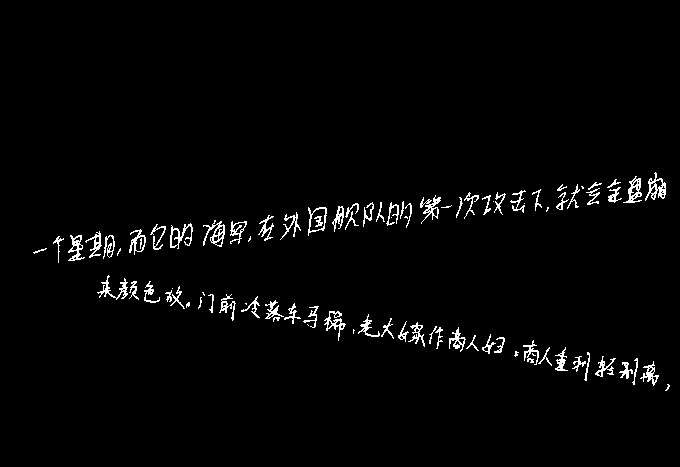 一个星期,而它的海军,在外国舰队的第一次攻击下,就会全盘崩
来颜色故。门前冷落车马稀,老大嫁作商人妇。商人重利轻别离,